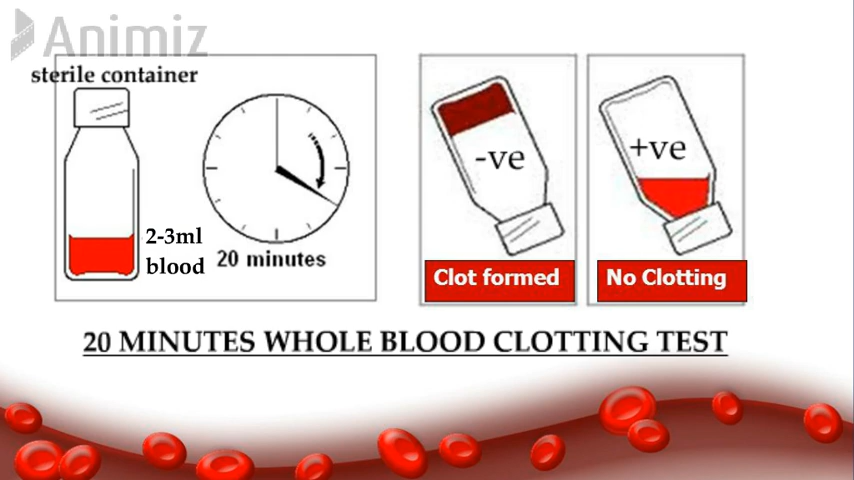 Animiz
sterile container
2-3ml
blood
20 minutes
-ve
+ve
Clot formed
No Clotting
20 MINUTES WHOLE BLOOD CLOTTING TEST